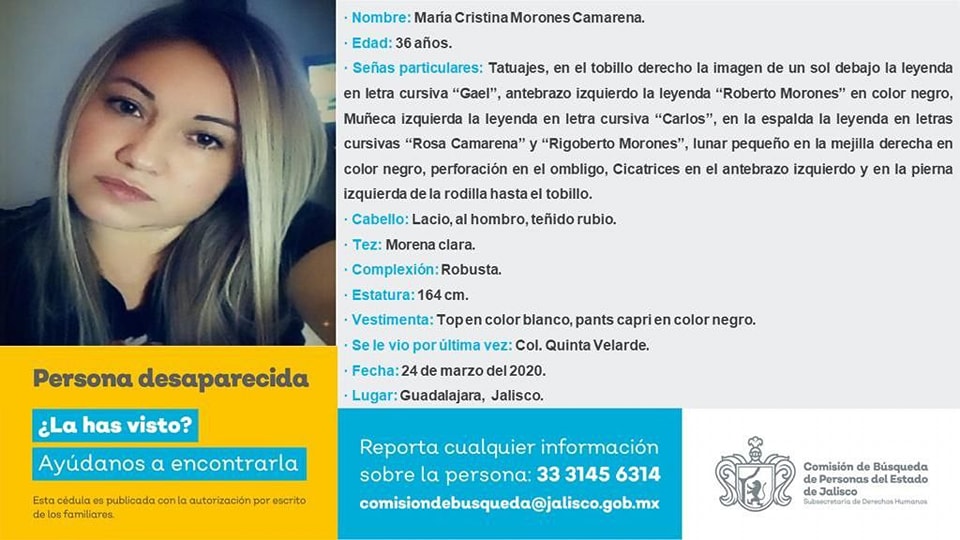 · Nombre: María Cristina Morones Camarena.
· Edad: 36 años.
· Señas particulares: Tatuajes, en el tobillo derecho la imagen de un sol debajo la leyenda
en letra cursiva “Gael”, antebrazo izquierdo la leyenda “Roberto Morones” en color negro,
Muñeca izquierda la leyenda en letra cursiva “Carlos”, en la espalda la leyenda en letras
cursivas “Rosa Camarena” y “Rigoberto Morones”, lunar pequeño en la mejilla derecha en
color negro, perforación en el ombligo, Cicatrices en el antebrazo izquierdo y en la pierna
izquierda de la rodilla hasta el tobillo.
· Cabello: Lacio, al hombro, teñido rubio.
· Tez: Morena clara.
· Complexión: Robusta.
· Estatura: 164 cm.
· Vestimenta: Top en color blanco, pants capri en color negro.
· Se le vio por última vez: Col. Quinta Velarde.
· Fecha: 24 de marzo del 2020.
· Lugar: Guadalajara, Jalisco.
Persona desaparecida
¿La has visto?
Ayúdanos a encontrarla
Esta cédula es publicada con la autorización por escrito
de los familiares.
Reporta cualquier información
sobre la persona: 33 3145 6314
comisiondebusqueda@jalisco.gob.mx
Comisión de Búsqueda
de Personas del Estado
de Jalisco
Subsecretaría de Derechos Humanos